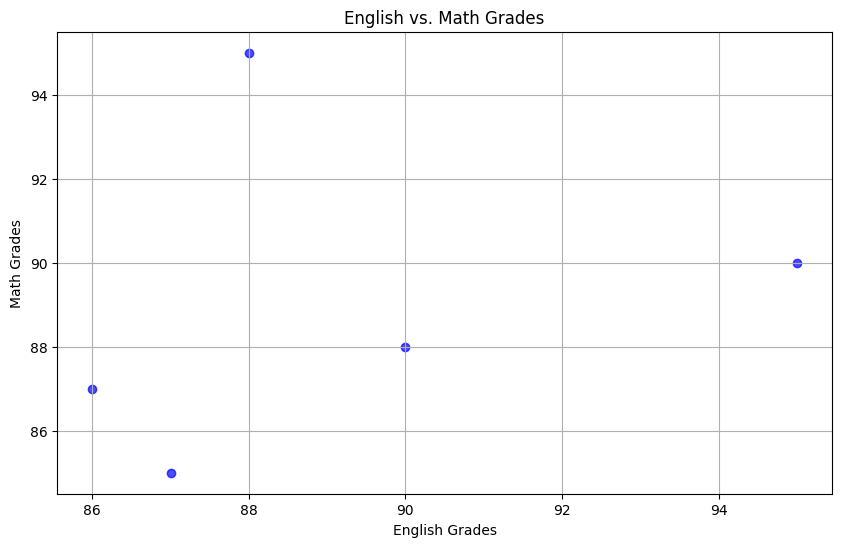 English vs. Math Grades
94
92
90
88
86
Math Grades
86 88 90 92 94
English Grades